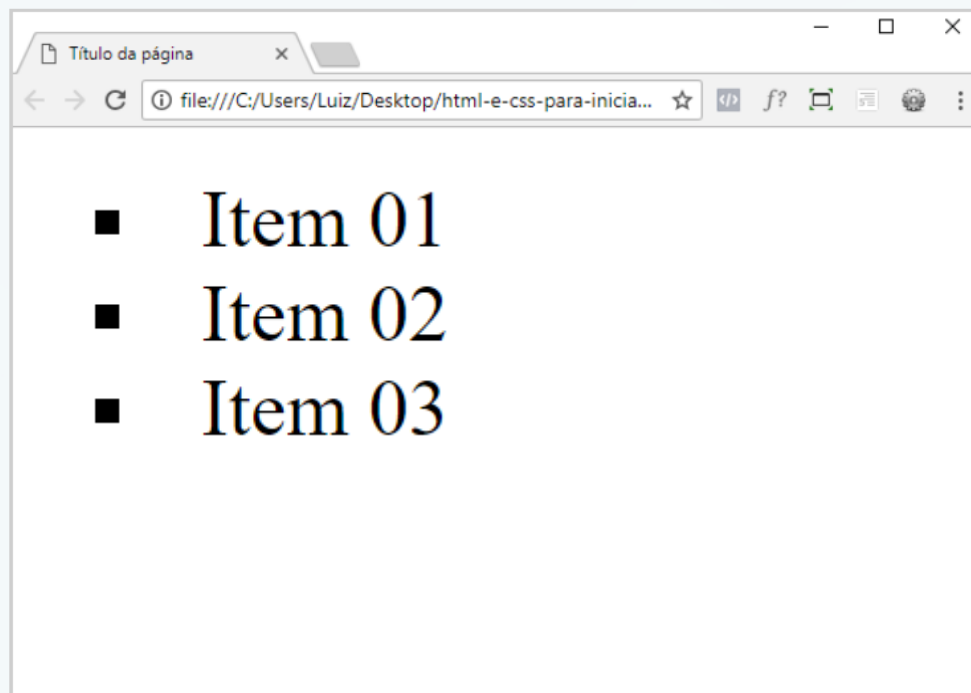 Título da página
file:///C:/Users/Luiz/Desktop/html-e-css-para-inicia...
f?
Item 01
Item 02
Item 03